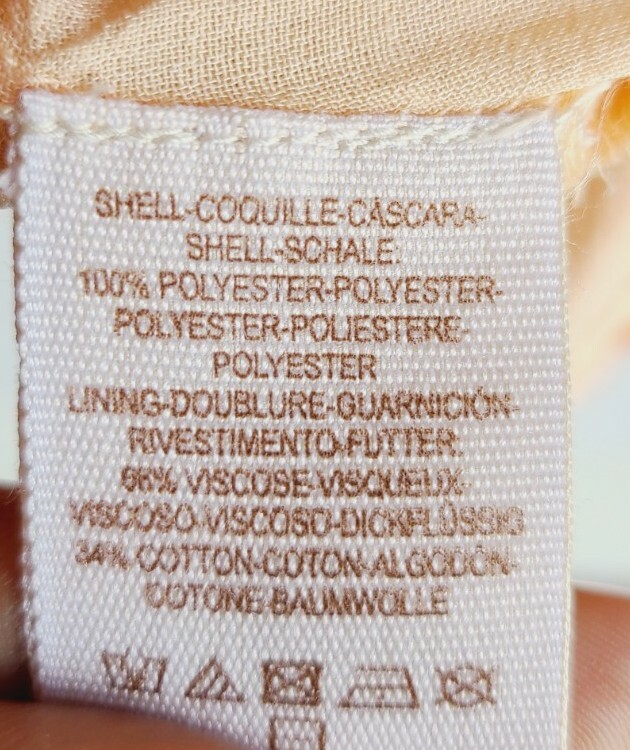 SHELL-COQUILLE-CÁSCARA-
SHELL-SCHALE:
100% POLYESTER-POLYESTER-
POLYESTER-POLIESTERE-
POLYESTER
LINING-DOUBLURE-GUARNICIÓN-
RIVESTIMENTO-FUTTER:
66% VISCOSE-VISQUEUX-
VISCOSO-VISCOSO-DICKFLÜSSIG
34% COTTON-COTON-ALGODÓN-
COTONE-BAUMWOLLE